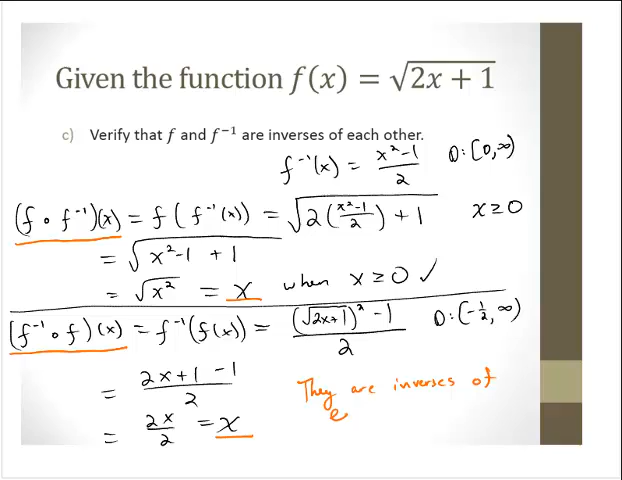 Given the function f(x) = √(2x + 1)
c) Verify that f and f⁻¹ are inverses of each other.
f⁻¹(x) = (x² - 1)/2   D: [0, ∞)
(f ∘ f⁻¹)(x) = f(f⁻¹(x)) = √(2((x²-1)/2) + 1)   x ≥ 0
= √(x² - 1 + 1)
= √(x²) = x when x ≥ 0 ✓
(f⁻¹ ∘ f)(x) = f⁻¹(f(x)) = ((√(2x+1))² - 1)/2   D: (-½, ∞)
= (2x + 1 - 1)/2
They are inverses of
e
= 2x/2 = x